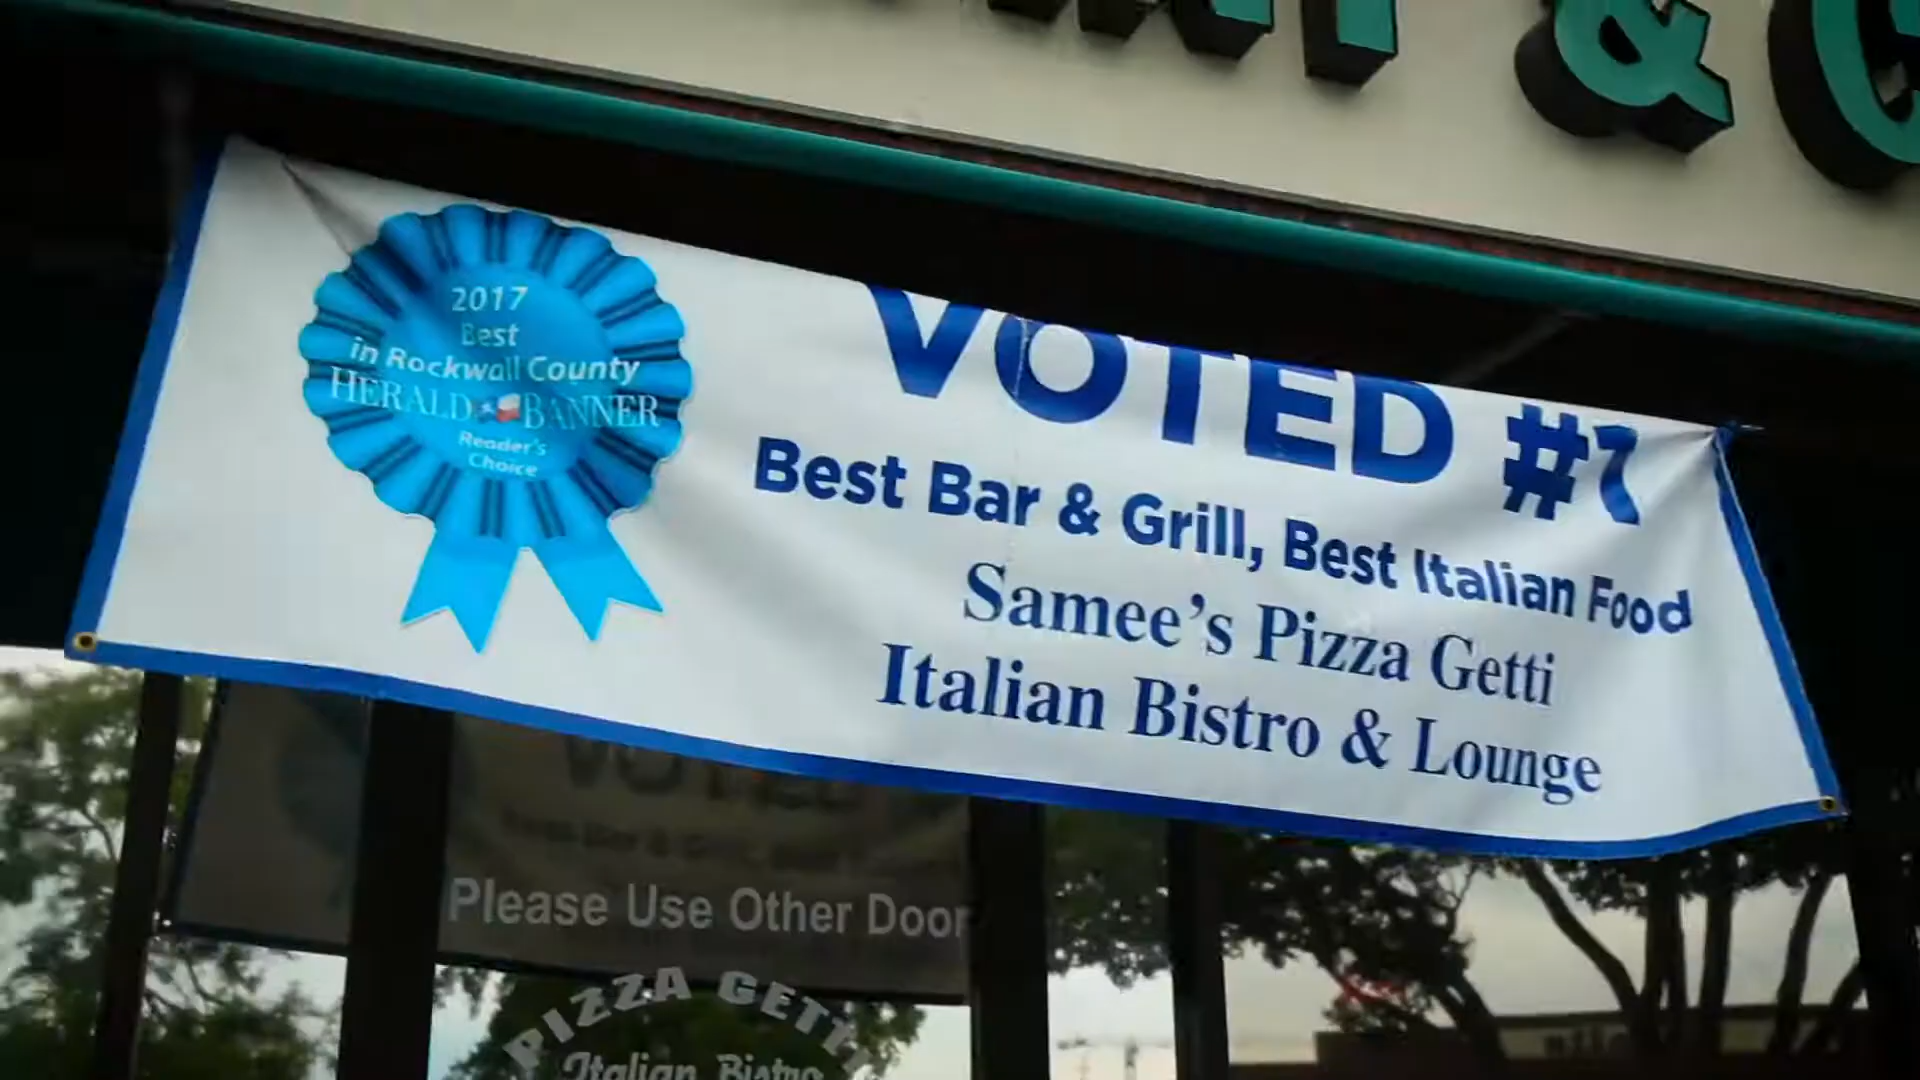 &
2017
Best
in Rockwall County
HERALD BANNER
Reader's
Choice
VOTED #1
Best Bar & Grill, Best Italian Food
Samee's Pizza Getti
Italian Bistro & Lounge
Please Use Other Door
PIZZA GETTI
Italian Bistro